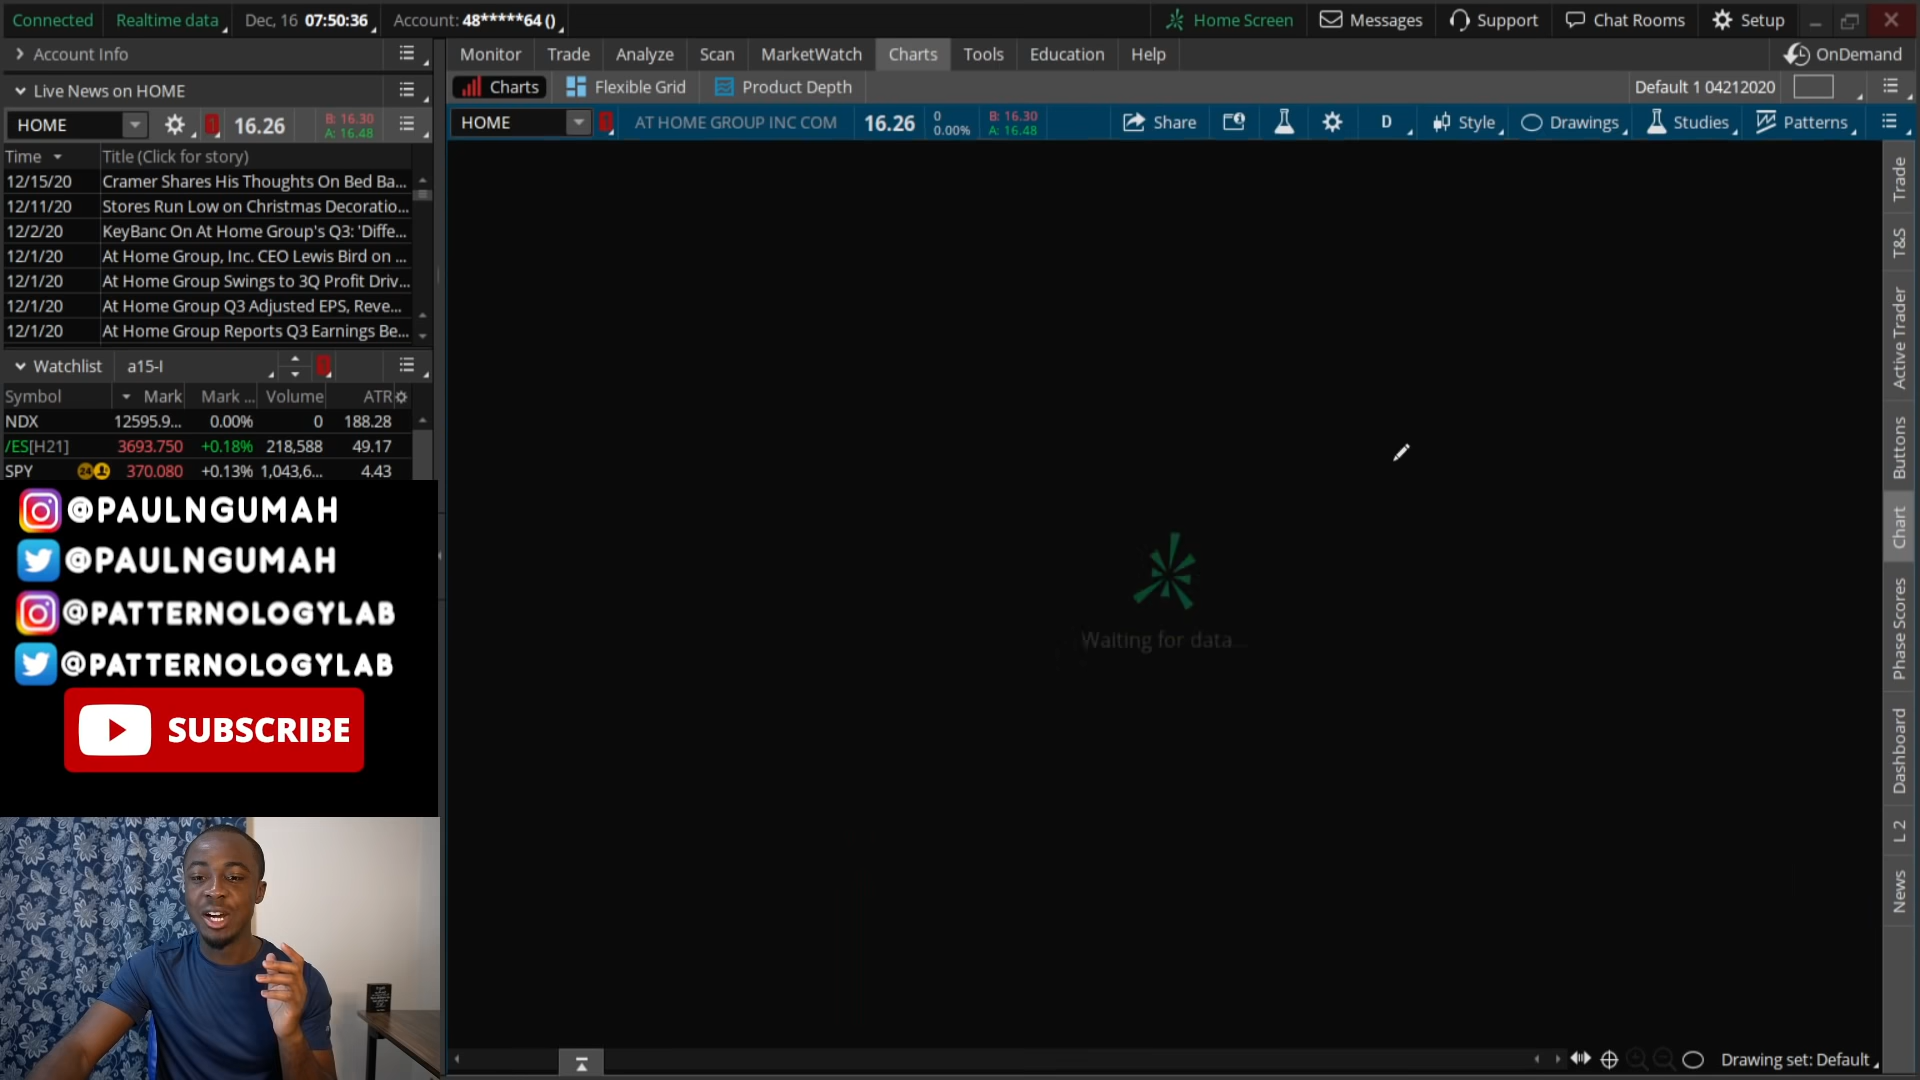 Connected Realtime data Dec, 16 07:50:36 Account: 48*****64 () Home Screen Messages Support Chat Rooms Setup
Account Info
Monitor Trade Analyze Scan MarketWatch Charts Tools Education Help OnDemand
Live News on HOME
Charts Flexible Grid Product Depth Default 1 04212020
HOME 16.26 B: 16.30 A: 16.48
HOME AT HOME GROUP INC COM 16.26 0 0.00% B: 16.30 A: 16.48 Share D Style Drawings Studies Patterns
Time Title (Click for story)
12/15/20 Cramer Shares His Thoughts On Bed Ba...
12/11/20 Stores Run Low on Christmas Decoratio...
12/2/20 KeyBanc On At Home Group's Q3: 'Diffe...
12/1/20 At Home Group, Inc. CEO Lewis Bird on ...
12/1/20 At Home Group Swings to 3Q Profit Driv...
12/1/20 At Home Group Q3 Adjusted EPS, Reve...
12/1/20 At Home Group Reports Q3 Earnings Be...
Watchlist a15-I
Symbol Mark Mark ... Volume ATR
NDX 12595.9... 0.00% 0 188.28
/ES[H21] 3693.750 +0.18% 218,588 49.17
SPY 370.080 +0.13% 1,043,6... 4.43
@PAULNGUMAH
@PAULNGUMAH
@PATTERNOLOGYLAB
@PATTERNOLOGYLAB
SUBSCRIBE
Waiting for data...
Trade
T&S
Active Trader
Buttons
Chart
Phase Scores
Dashboard
L 2
News
Drawing set: Default